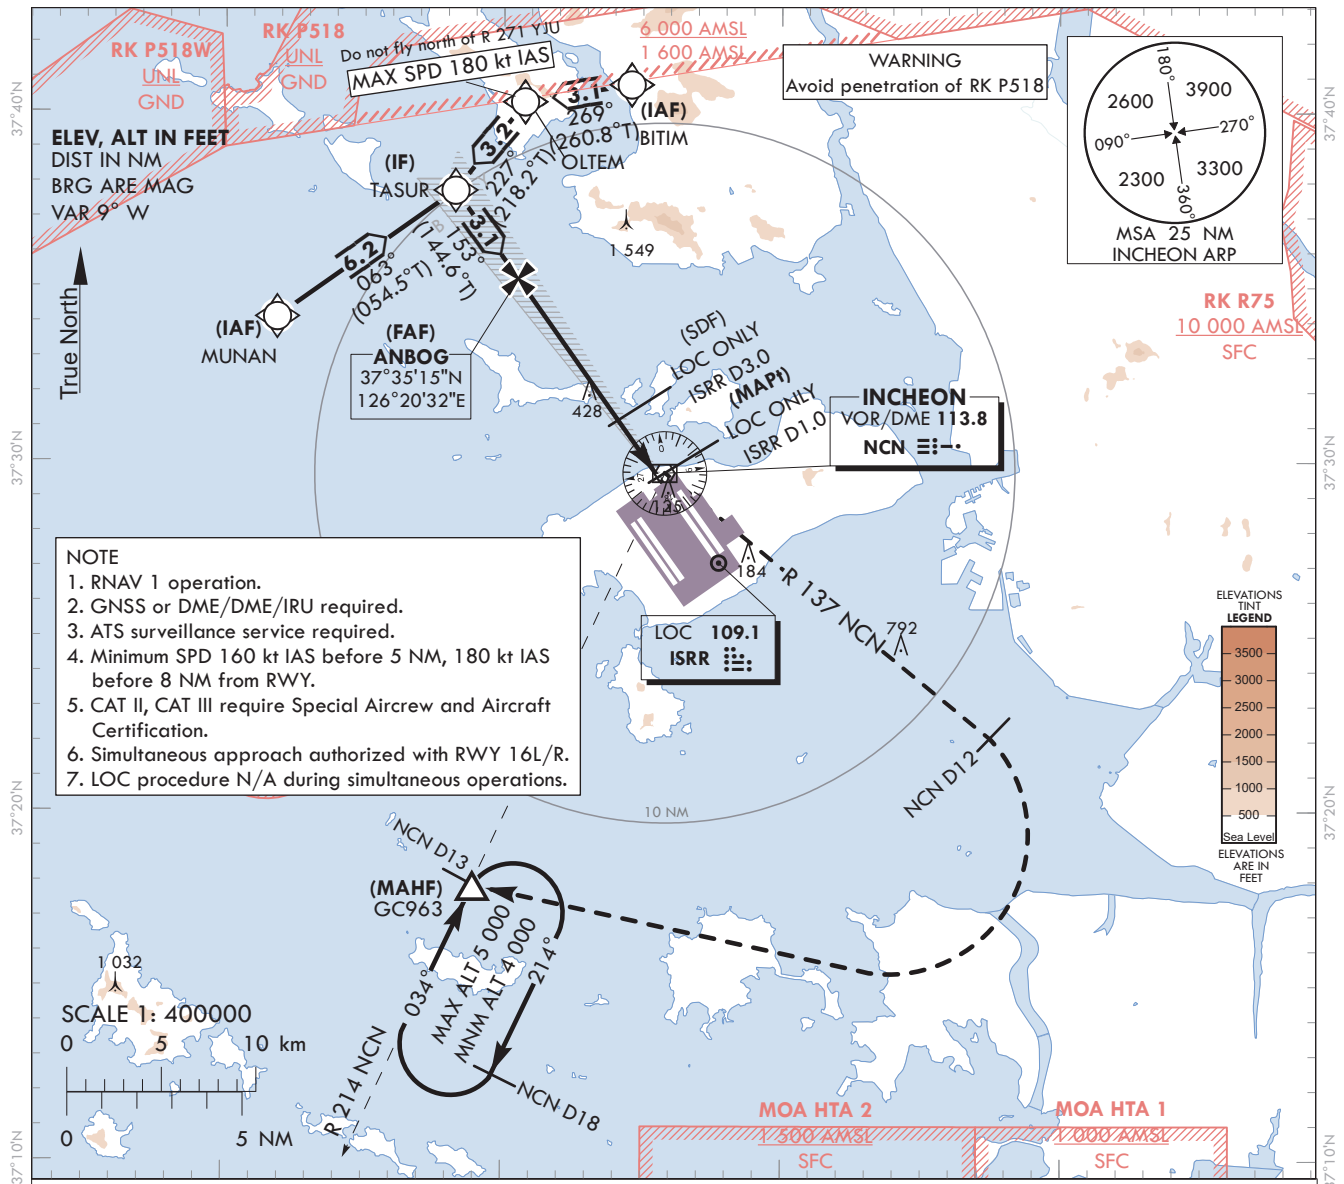 RK P518W
UNL
GND
RK P518
UNL
GND
Do not fly north of R 271 YJU
MAX SPD 180 kt IAS
6 000 AMSL
1 600 AMSL
WARNING
Avoid penetration of RK P518
180°
2600
3900
090°
270°
2300
3300
360°
MSA 25 NM
INCHEON ARP
37°40'N
37°40'N
ELEV, ALT IN FEET
DIST IN NM
BRG ARE MAG
VAR 9° W
True North
(IF)
TASUR
3.2
227°
(218.2°T)
3.1
269°
(260.8°T)
OLTEM
(IAF)
BITIM
6.2
063°
(054.5°T)
3.1
153°
(144.6°T)
1 549
(IAF)
MUNAN
(FAF)
ANBOG
37°35'15"N
126°20'32"E
RK R75
10 000 AMSL
SFC
428
(SDF)
LOC ONLY
ISRR D3.0
(MAPt)
LOC ONLY
ISRR D1.0
INCHEON
VOR/DME 113.8
NCN
37°30'N
37°30'N
0
27
125
184
R 137 NCN
792
LOC 109.1
ISRR
NOTE
1. RNAV 1 operation.
2. GNSS or DME/DME/IRU required.
3. ATS surveillance service required.
4. Minimum SPD 160 kt IAS before 5 NM, 180 kt IAS
before 8 NM from RWY.
5. CAT II, CAT III require Special Aircrew and Aircraft
Certification.
6. Simultaneous approach authorized with RWY 16L/R.
7. LOC procedure N/A during simultaneous operations.
ELEVATIONS
TINT
LEGEND
3500
3000
2500
2000
1500
1000
500
Sea Level
ELEVATIONS
ARE IN
FEET
NCN D12
10 NM
37°20'N
37°20'N
NCN D13
(MAHF)
GC963
MAX ALT 5 000
MNM ALT 4 000
034°
214°
R 214 NCN
NCN D18
1 032
SCALE 1: 400000
0
5
10 km
0
5 NM
MOA HTA 2
1 500 AMSL
SFC
MOA HTA 1
1 000 AMSL
SFC
37°10'N
37°10'N